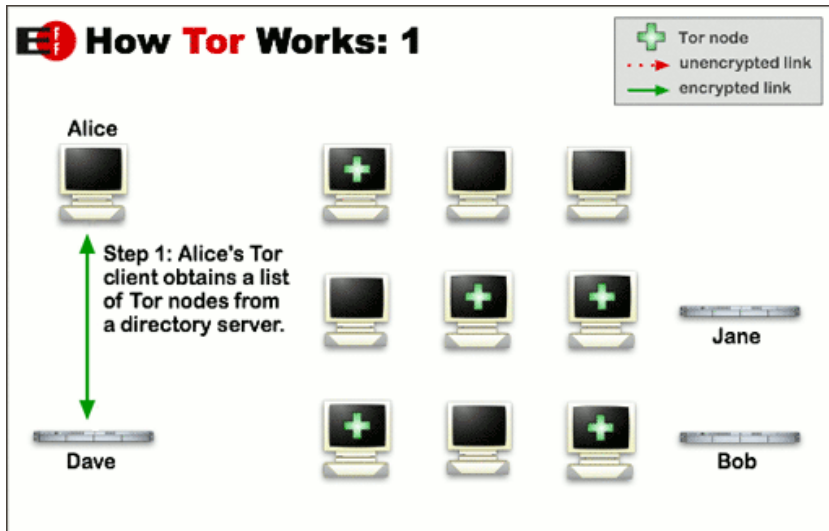 EFF How Tor Works: 1
Tor node
unencrypted link
encrypted link
Alice
Step 1: Alice's Tor
client obtains a list
of Tor nodes from
a directory server.
Jane
Dave
Bob